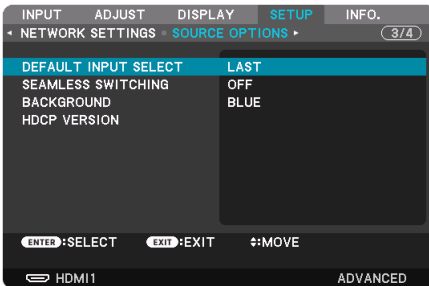 INPUT ADJUST DISPLAY SETUP INFO.
NETWORK SETTINGS • SOURCE OPTIONS 3/4
DEFAULT INPUT SELECT LAST
SEAMLESS SWITCHING OFF
BACKGROUND BLUE
HDCP VERSION
ENTER:SELECT EXIT:EXIT :MOVE
HDMI1 ADVANCED